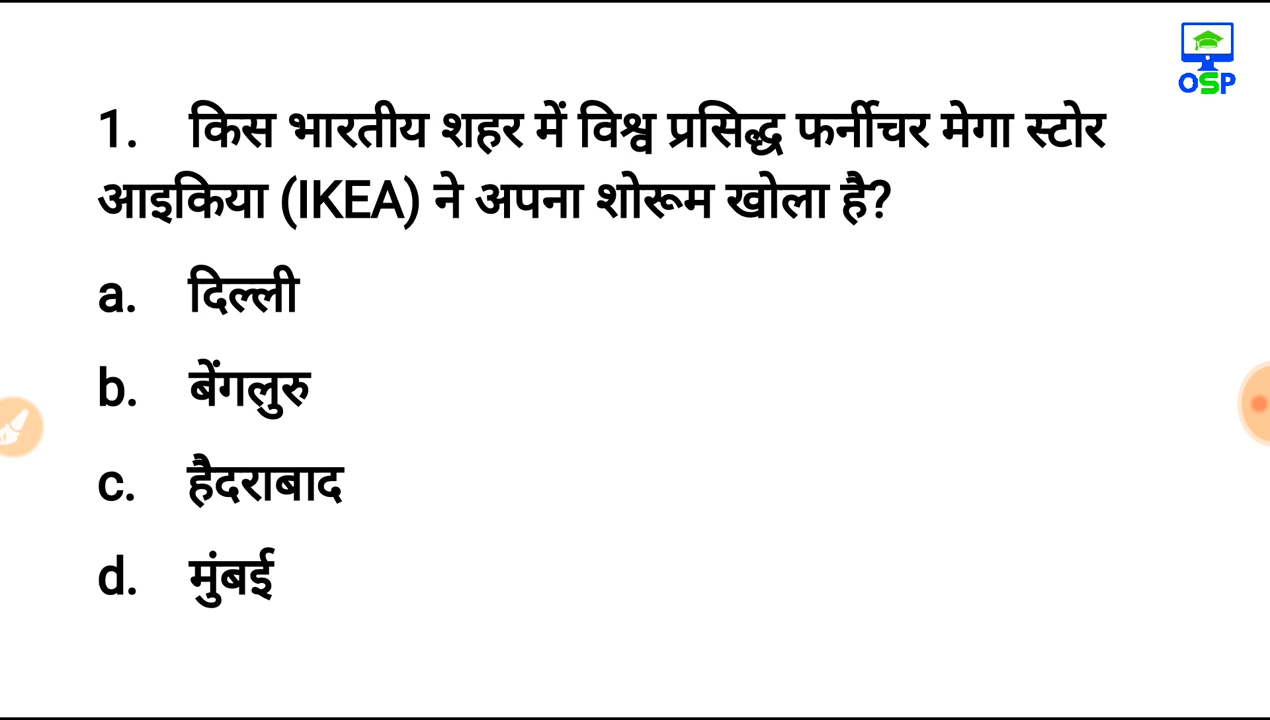 OSP
1. किस भारतीय शहर में विश्व प्रसिद्ध फर्नीचर मेगा स्टोर
आइकिया (IKEA) ने अपना शोरूम खोला है?
a. दिल्ली
b. बेंगलुरु
c. हैदराबाद
d. मुंबई